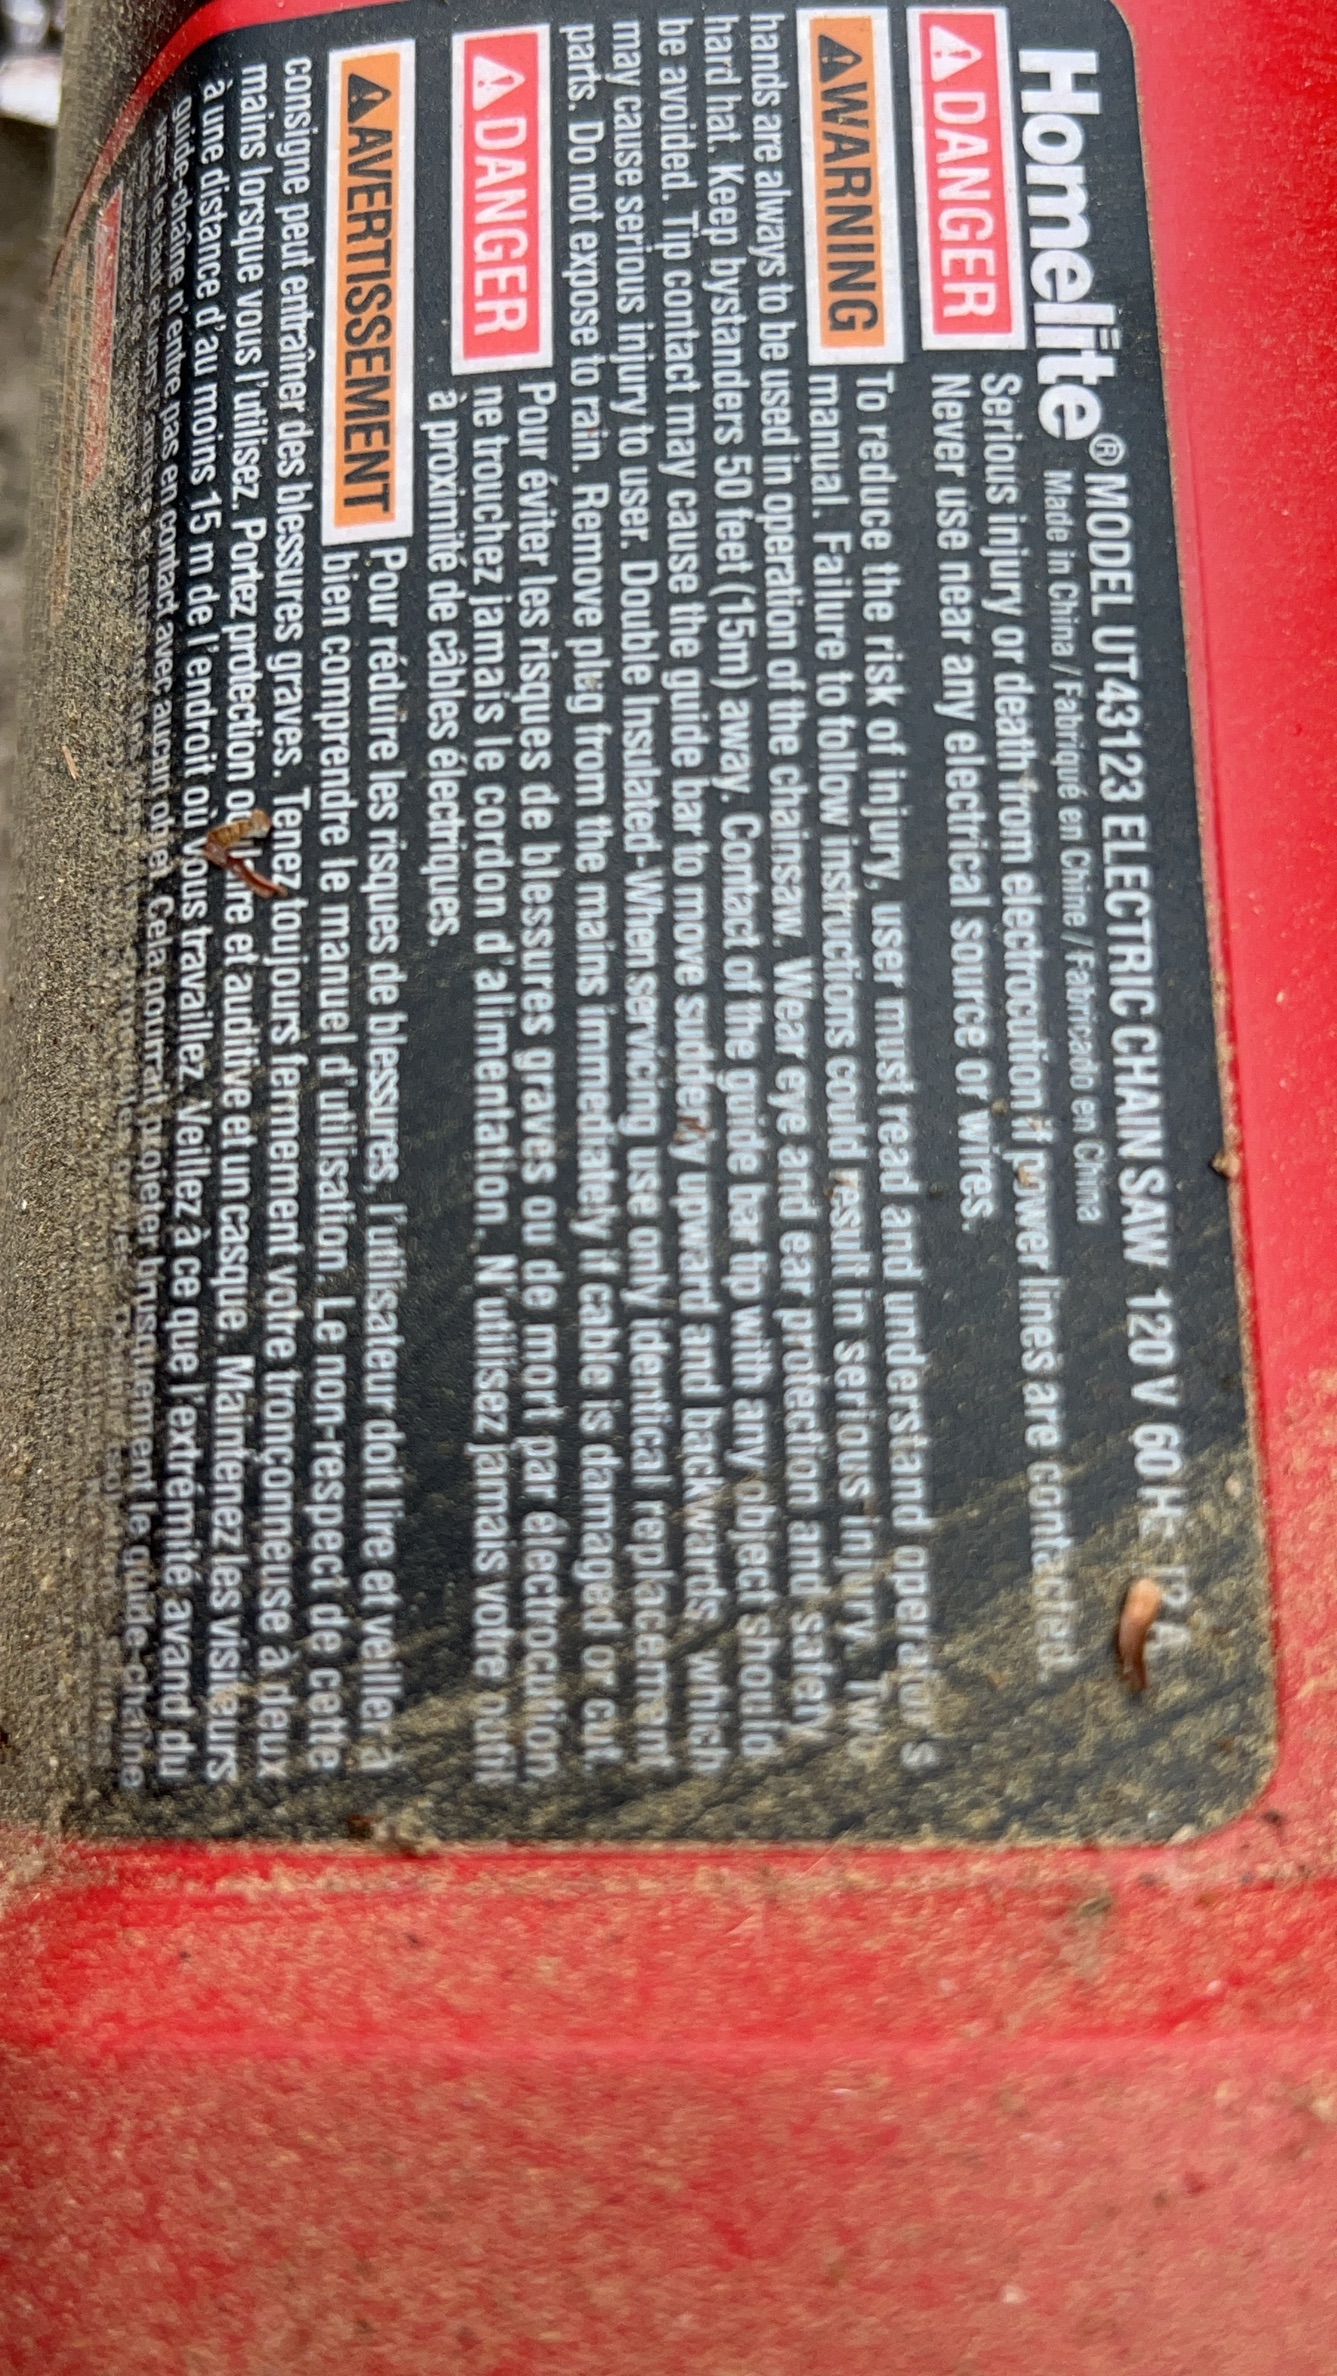 Homelite® MODEL UT43123 ELECTRIC CHAIN SAW 120 V 60 Hz 12 A
Made in China / Fabriqué en Chine / Fabricado en China
DANGER Serious injury or death from electrocution if power lines are contacted.
Never use near any electrical source or wires.
WARNING To reduce the risk of injury, user must read and understand operator's
manual. Failure to follow instructions could result in serious injury. Two
hands are always to be used in operation of the chainsaw. Wear eye and ear protection and safety
hard hat. Keep bystanders 50 feet (15m) away. Contact of the guide bar tip with any object should
be avoided. Tip contact may cause the guide bar to move suddenly upward and backwards, which
may cause serious injury to user. Double Insulated-When servicing use only identical replacement
parts. Do not expose to rain. Remove plug from the mains immediately if cable is damaged or cut.
DANGER Pour éviter les risques de blessures graves ou de mort par électrocution
ne trouchez jamais le cordon d'alimentation. N'utilisez jamais votre outil
à proximité de câbles électriques.
AVERTISSEMENT Pour réduire les risques de blessures, l'utilisateur doit lire et veiller à
bien comprendre le manuel d'utilisation. Le non-respect de cette
consigne peut entraîner des blessures graves. Tenez toujours fermement votre tronçonneuse à deux
mains lorsque vous l'utilisez. Portez protection et auditive et un casque. Maintenez les visiteurs
à une distance d'au moins 15 m de l'endroit où vous travaillez. Veillez à ce que l'extrémité avand du
guide-chaîne n'entre pas en contact avec aucun objet. Cela pourrait projeter brusquement le guide-chaîne